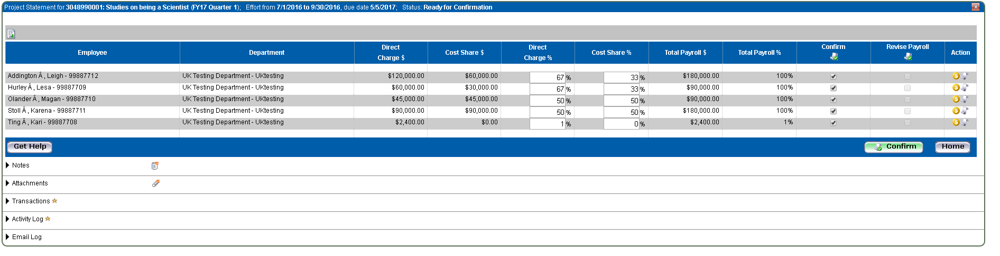 Project Statement for 3048990001: Studies on being a Scientist (FY17 Quarter 1);   Effort from 7/1/2016 to 9/30/2016, due date 5/5/2017;   Status: Ready for Confirmation
Employee Department Direct Charge $ Cost Share $ Direct Charge % Cost Share % Total Payroll $ Total Payroll % Confirm Revise Payroll Action
Addington Â , Leigh - 99887712 UK Testing Department - UKtesting $120,000.00 $60,000.00 67 % 33 % $180,000.00 100%
Hurley Â , Lesa - 99887709 UK Testing Department - UKtesting $60,000.00 $30,000.00 67 % 33 % $90,000.00 100%
Olander Â , Magan - 99887710 UK Testing Department - UKtesting $45,000.00 $45,000.00 50 % 50 % $90,000.00 100%
Stoll Â , Karena - 99887711 UK Testing Department - UKtesting $90,000.00 $90,000.00 50 % 50 % $180,000.00 100%
Ting Â , Kari - 99887708 UK Testing Department - UKtesting $2,400.00 $0.00 1 % 0 % $2,400.00 1%
Get Help Confirm Home
Notes
Attachments
Transactions
Activity Log
Email Log